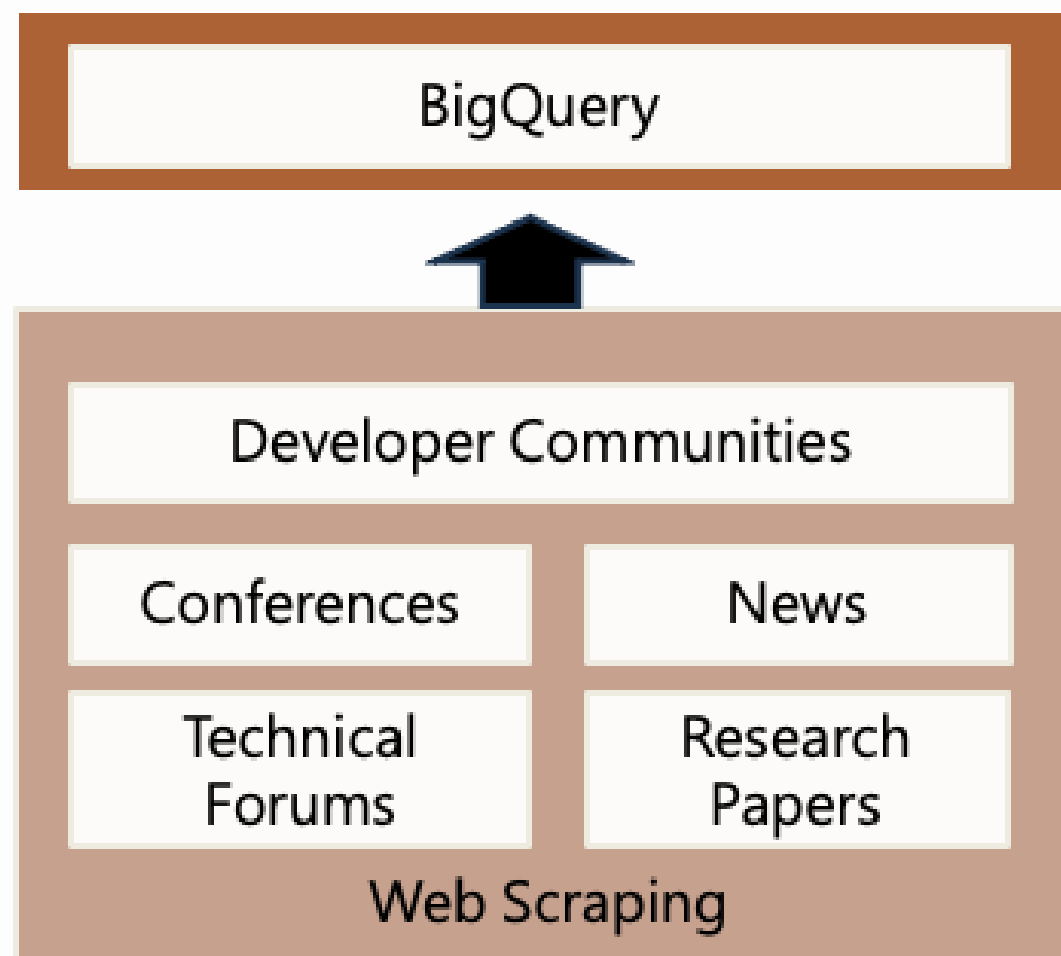 BigQuery
Developer Communities
Conferences
News
Technical
Forums
Research
Papers
Web Scraping